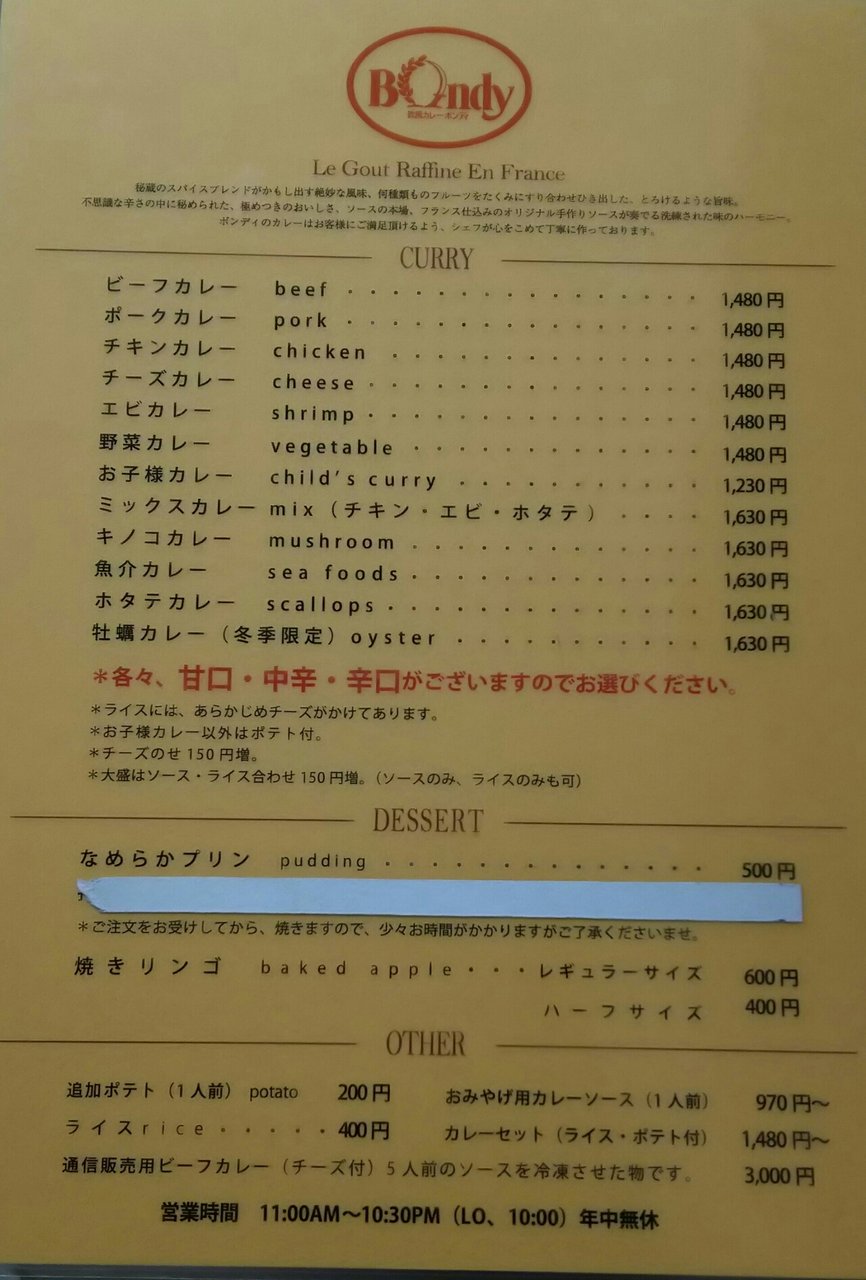 Bondy
欧風カレーボンディ
Le Gout Raffine En France
秘蔵のスパイスブレンドがかもし出す絶妙な風味、何種類ものフルーツをたくみにすり合わせひき出した、とろけるような旨味。
不思議な辛さの中に秘められた、極めつきのおいしさ、ソースの本場、フランス仕込みのオリジナル手作りソースが奏でる洗練された味のハーモニー。
ボンディのカレーはお客様にご満足頂けるよう、シェフが心をこめて丁寧に作っております。
CURRY
ビーフカレー beef ・・・・・・・・・・・・・・・・ 1,480円
ポークカレー pork ・・・・・・・・・・・・・・・・ 1,480円
チキンカレー chicken ・・・・・・・・・・・・・・ 1,480円
チーズカレー cheese ・・・・・・・・・・・・・・・ 1,480円
エビカレー shrimp ・・・・・・・・・・・・・・・ 1,480円
野菜カレー vegetable ・・・・・・・・・・・・・ 1,480円
お子様カレー child's curry ・・・・・・・・・・・ 1,230円
ミックスカレー mix（チキン・エビ・ホタテ）・・・・ 1,630円
キノコカレー mushroom ・・・・・・・・・・・・・ 1,630円
魚介カレー sea foods ・・・・・・・・・・・・・ 1,630円
ホタテカレー scallops ・・・・・・・・・・・・・・ 1,630円
牡蠣カレー（冬季限定）oyster ・・・・・・・・・・・ 1,630円
＊各々、甘口・中辛・辛口がございますのでお選びください。
＊ライスには、あらかじめチーズがかけてあります。
＊お子様カレー以外はポテト付。
＊チーズのせ150円増。
＊大盛はソース・ライス合わせ150円増。（ソースのみ、ライスのみも可）
DESSERT
なめらかプリン pudding ・・・・・・・・・・・・・・ 500円
＊ご注文をお受けしてから、焼きますので、少々お時間がかかりますがご了承くださいませ。
焼きリンゴ baked apple・・・レギュラーサイズ 600円
ハーフサイズ 400円
OTHER
追加ポテト（1人前） potato 200円
ライスrice・・・・・400円
おみやげ用カレーソース（1人前） 970円～
カレーセット（ライス・ポテト付） 1,480円～
通信販売用ビーフカレー（チーズ付）5人前のソースを冷凍させた物です。 3,000円
営業時間 11:00AM～10:30PM（LO、10:00）年中無休